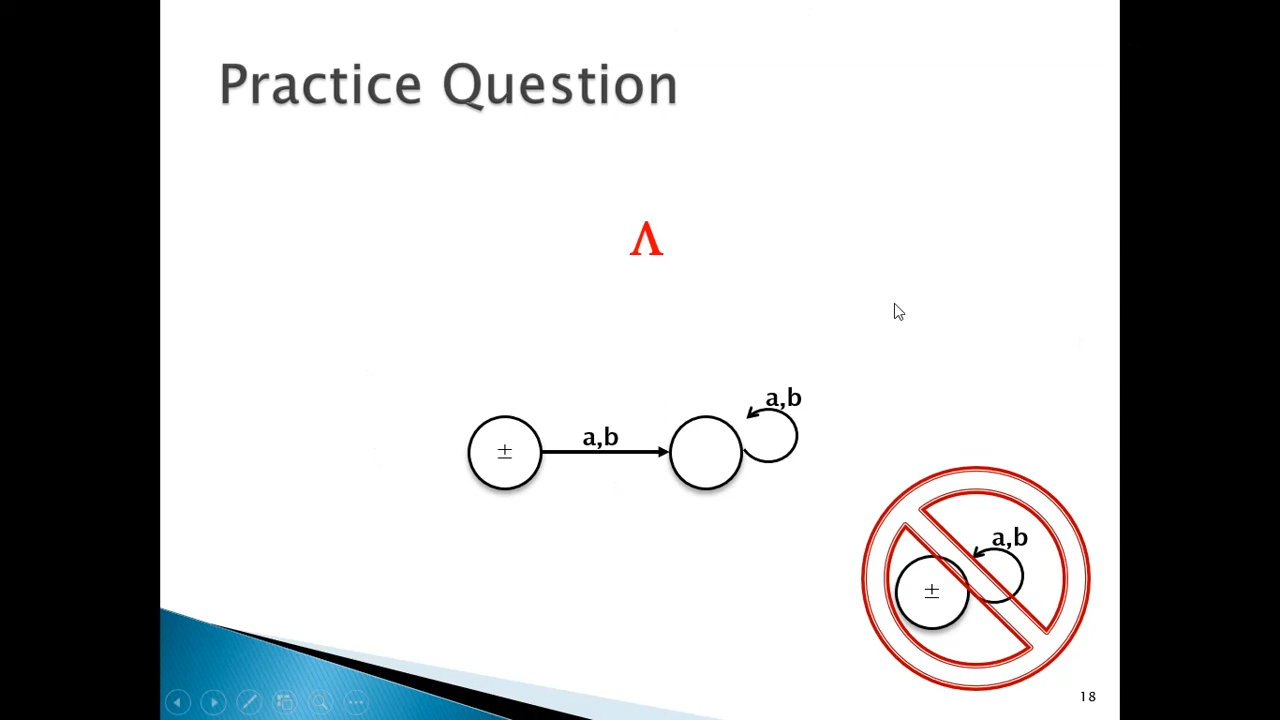 Practice Question
Λ
a,b
a,b
±
a,b
±
18